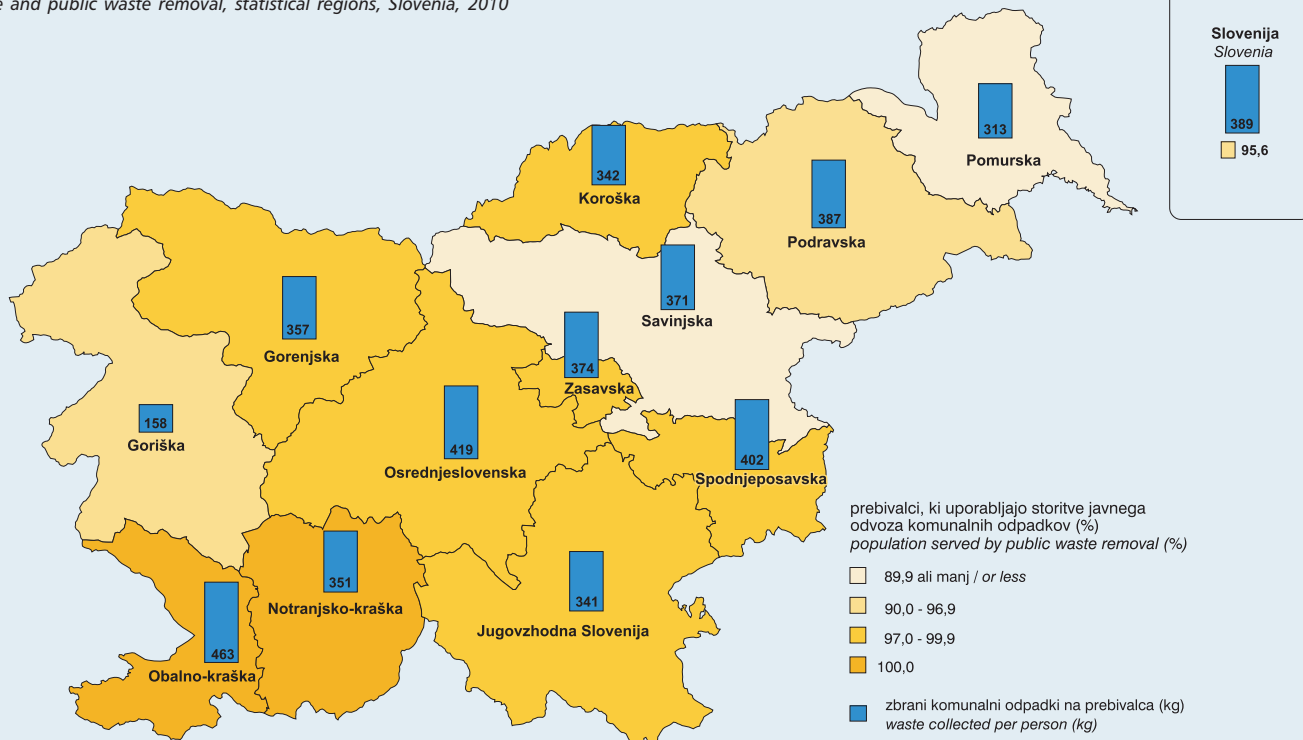 e and public waste removal, statistical regions, Slovenia, 2010
Slovenija
Slovenia
389
95,6
313
Pomurska
342
Koroška
387
Podravska
371
Savinjska
357
Gorenjska
374
Zasavska
158
Goriška
419
Osrednjeslovenska
402
Spodnjeposavska
351
Notranjsko-kraška
341
Jugovzhodna Slovenija
463
Obalno-kraška
prebivalci, ki uporabljajo storitve javnega
odvoza komunalnih odpadkov (%)
population served by public waste removal (%)
89,9 ali manj / or less
90,0 - 96,9
97,0 - 99,9
100,0
zbrani komunalni odpadki na prebivalca (kg)
waste collected per person (kg)